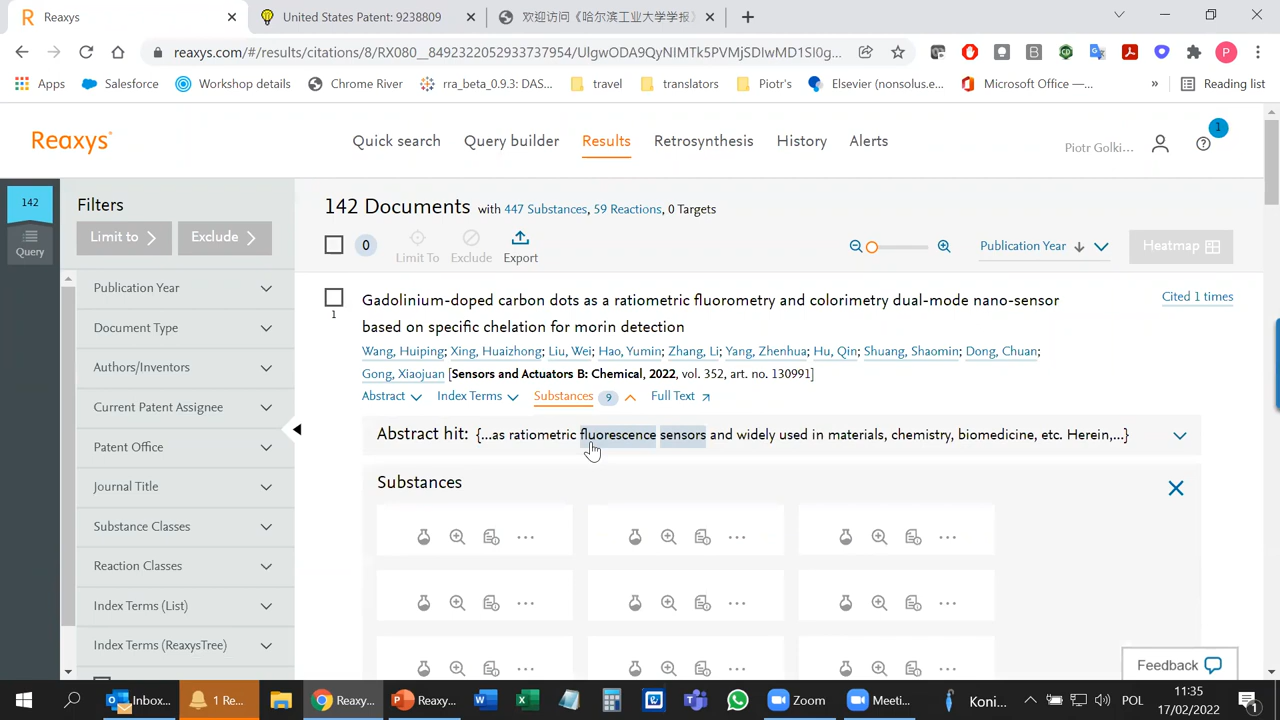 Reaxys
United States Patent: 9238809
欢迎访问《哈尔滨工业大学学报》
reaxys.com/#/results/citations/8/RX080_8492322052933737954/UlgwODA9QyNIMTk5PVMjSDIwMD1SI0g...
P
Apps
Salesforce
Workshop details
Chrome River
rra_beta_0.9.3: DAS...
travel
translators
Piotr's
Elsevier (nonsolus.e...
Microsoft Office —...
»
Reading list
Reaxys
Quick search
Query builder
Results
Retrosynthesis
History
Alerts
Piotr Golki...
1
142
Query
Filters
Limit to
Exclude
Publication Year
Document Type
Authors/Inventors
Current Patent Assignee
Patent Office
Journal Title
Substance Classes
Reaction Classes
Index Terms (List)
Index Terms (ReaxysTree)
142 Documents with 447 Substances, 59 Reactions, 0 Targets
0
Limit To
Exclude
Export
Publication Year
Heatmap
1
Gadolinium-doped carbon dots as a ratiometric fluorometry and colorimetry dual-mode nano-sensor
based on specific chelation for morin detection
Cited 1 times
Wang, Huiping; Xing, Huaizhong; Liu, Wei; Hao, Yumin; Zhang, Li; Yang, Zhenhua; Hu, Qin; Shuang, Shaomin; Dong, Chuan;
Gong, Xiaojuan [Sensors and Actuators B: Chemical, 2022, vol. 352, art. no. 130991]
Abstract
Index Terms
Substances 9
Full Text
Abstract hit: {...as ratiometric fluorescence sensors and widely used in materials, chemistry, biomedicine, etc. Herein,...}
Substances
Feedback
Inbox...
1 Re...
Reaxy...
Reaxy...
Zoom
Meeti...
Koni...
POL
11:35
17/02/2022
1